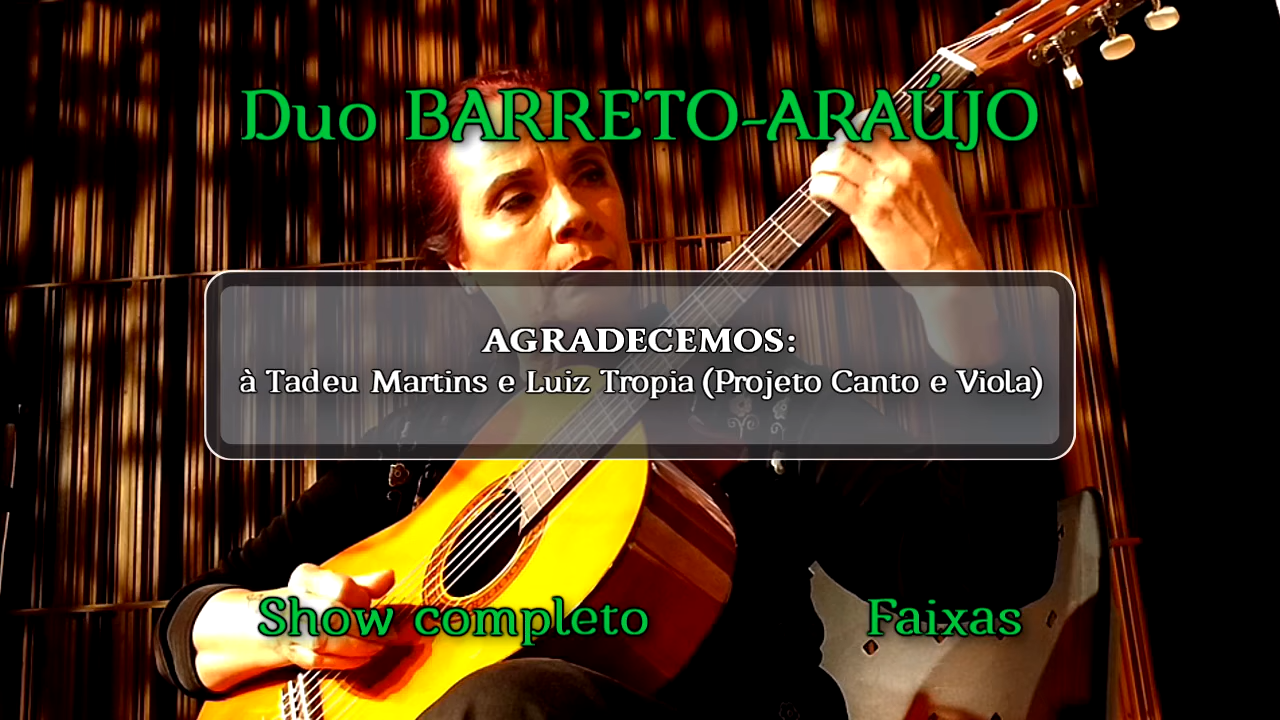 Duo BARRETO-ARAÚJO
AGRADECEMOS:
à Tadeu Martins e Luiz Tropia (Projeto Canto e Viola)
Show completo
Faixas